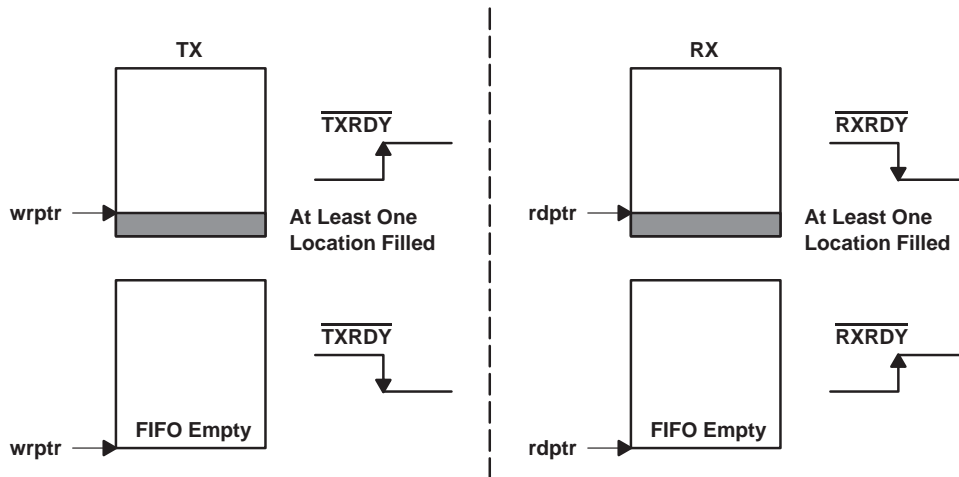 TX
TXRDY
wrptr
At Least One
Location Filled
TXRDY
FIFO Empty
wrptr
RX
RXRDY
rdptr
At Least One
Location Filled
RXRDY
FIFO Empty
rdptr